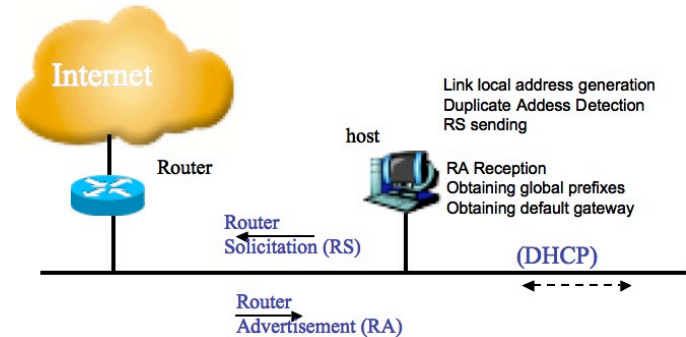 Internet
Link local address generation
Duplicate Addess Detection
RS sending
host
Router
RA Reception
Obtaining global prefixes
Obtaining default gateway
Router
Solicitation (RS)
(DHCP)
Router
Advertisement (RA)